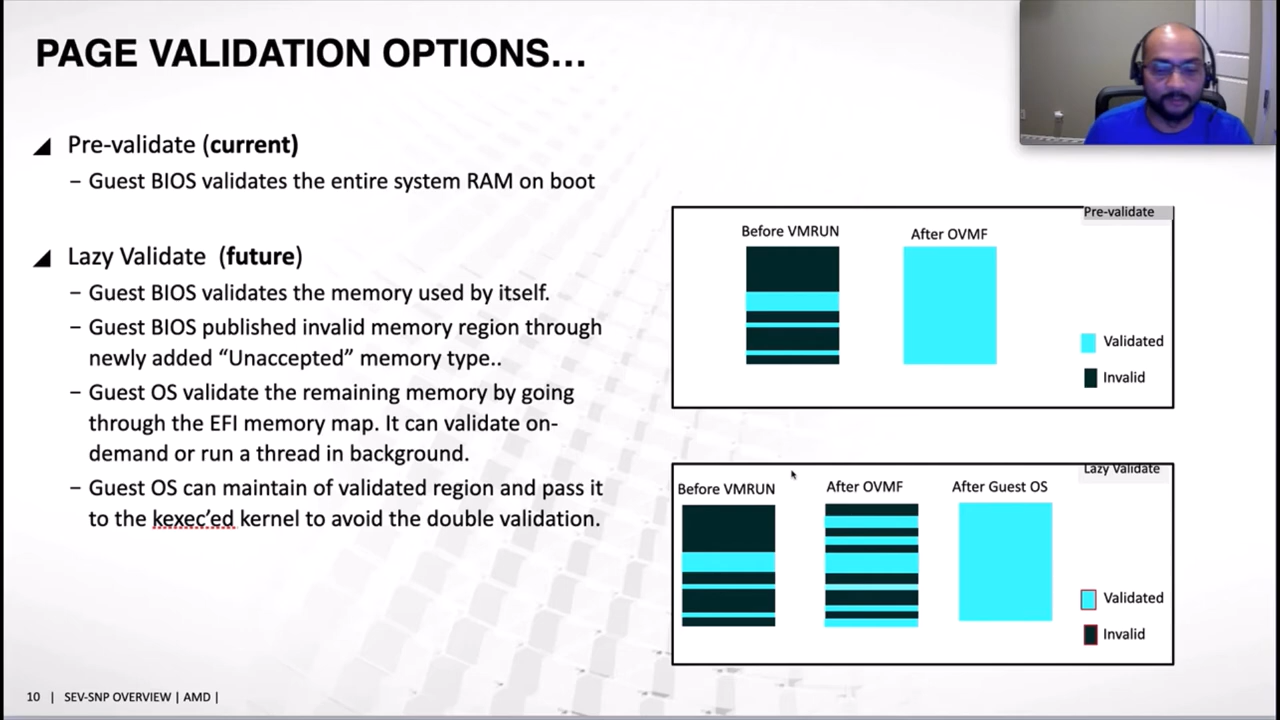 PAGE VALIDATION OPTIONS...
Pre-validate (current)
– Guest BIOS validates the entire system RAM on boot
Lazy Validate (future)
– Guest BIOS validates the memory used by itself.
– Guest BIOS published invalid memory region through
newly added “Unaccepted” memory type..
– Guest OS validate the remaining memory by going
through the EFI memory map. It can validate on-
demand or run a thread in background.
– Guest OS can maintain of validated region and pass it
to the kexec’ed kernel to avoid the double validation.
Pre-validate
Before VMRUN
After OVMF
Validated
Invalid
Lazy Validate
Before VMRUN
After OVMF
After Guest OS
Validated
Invalid
10 | SEV-SNP OVERVIEW | AMD |